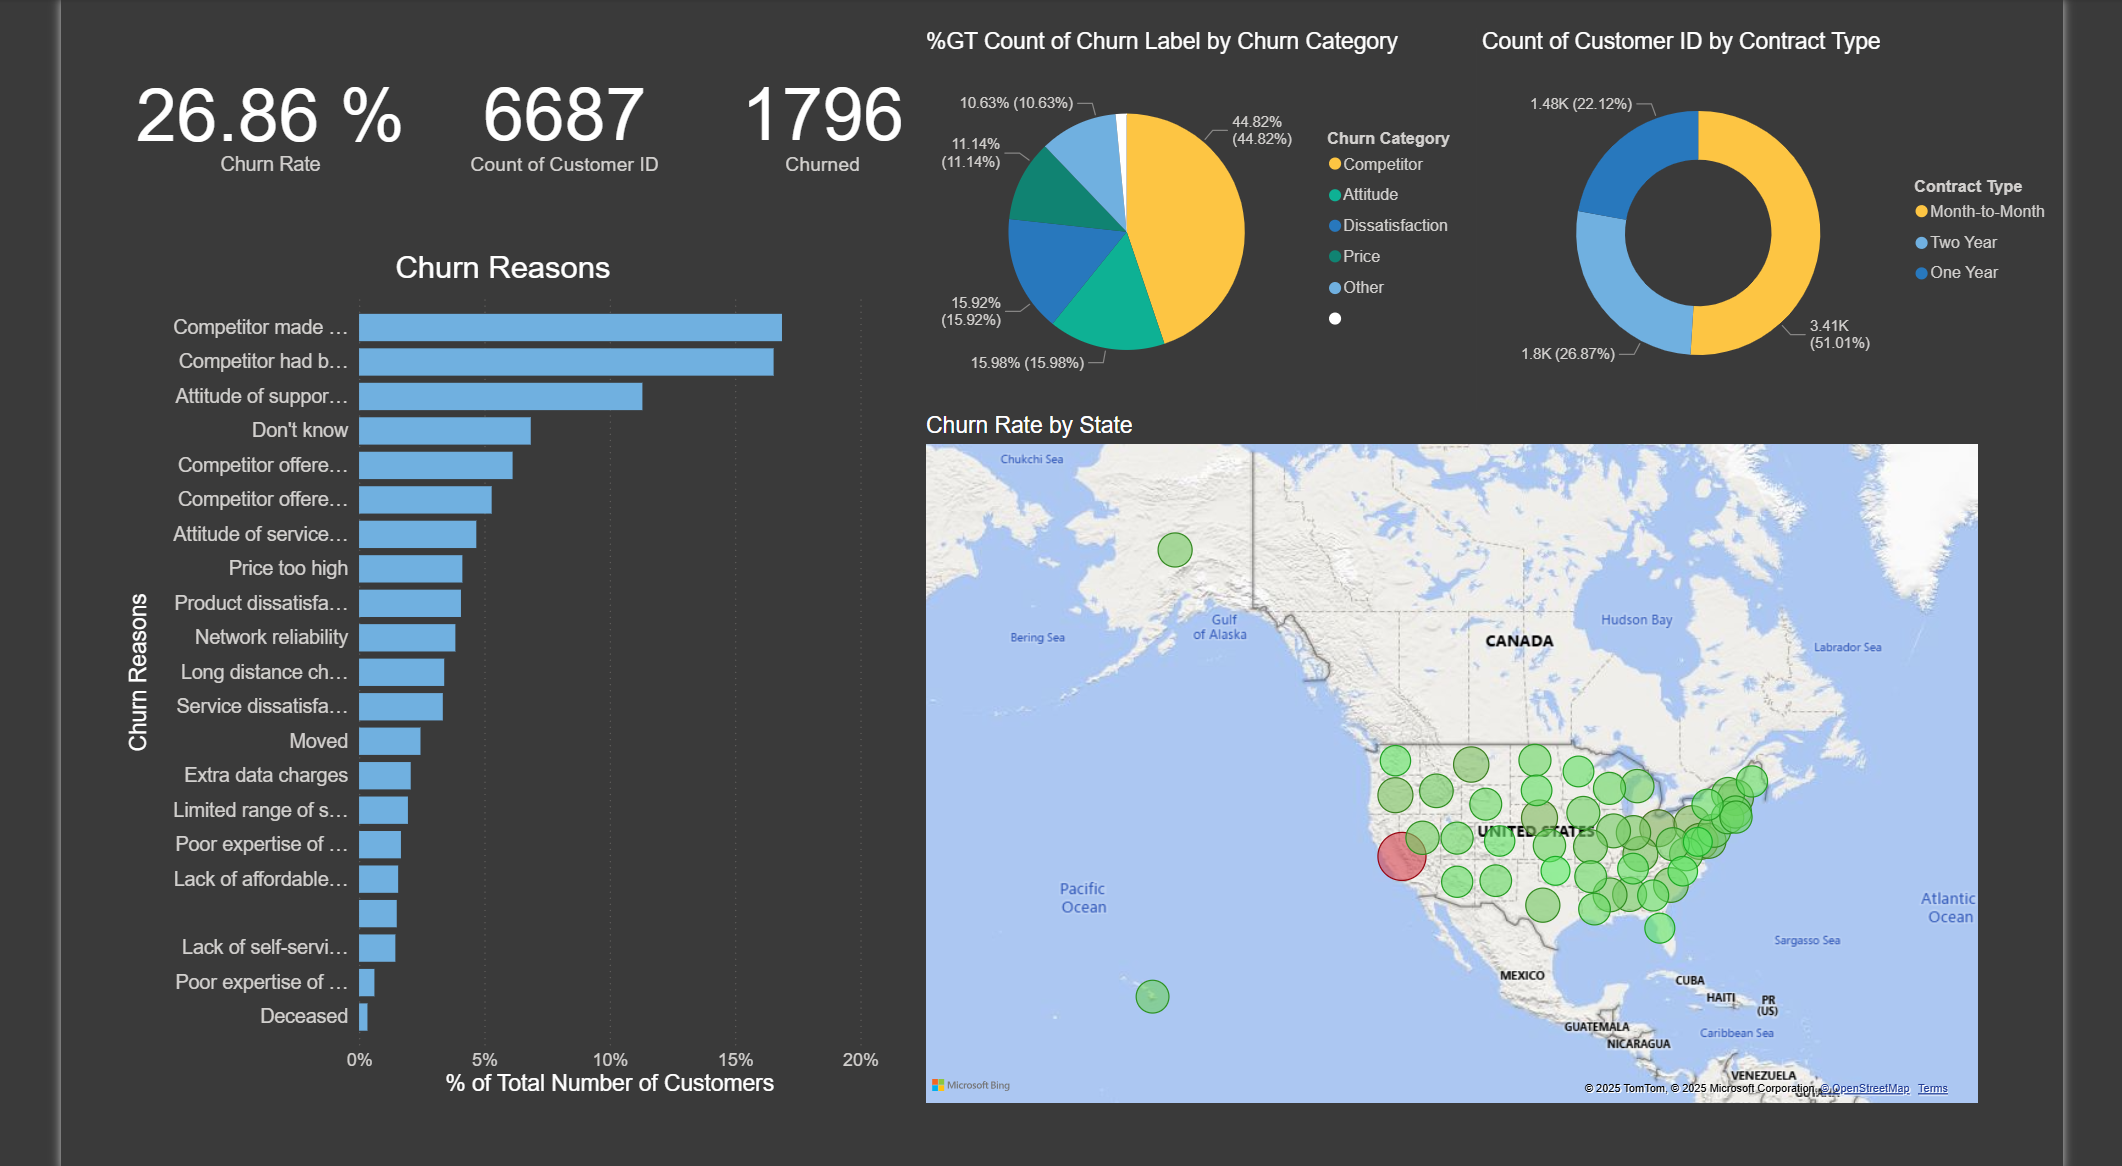 26.86 %
Churn Rate
6687
Count of Customer ID
1796
Churned
%GT Count of Churn Label by Churn Category
10.63% (10.63%)
11.14%
(11.14%)
15.92%
(15.92%)
15.98% (15.98%)
44.82%
(44.82%)
Churn Category
Competitor
Attitude
Dissatisfaction
Price
Other
Count of Customer ID by Contract Type
1.48K (22.12%)
1.8K (26.87%)
3.41K
(51.01%)
Contract Type
Month-to-Month
Two Year
One Year
Churn Reasons
Churn Reasons
Competitor made …
Competitor had b…
Attitude of suppor…
Don't know
Competitor offere…
Competitor offere…
Attitude of service…
Price too high
Product dissatisfa…
Network reliability
Long distance ch…
Service dissatisfa…
Moved
Extra data charges
Limited range of s…
Poor expertise of …
Lack of affordable…
Lack of self-servi…
Poor expertise of …
Deceased
0%
5%
10%
15%
20%
% of Total Number of Customers
Churn Rate by State
Chukchi Sea
Bering Sea
Gulf
of Alaska
CANADA
Hudson Bay
Labrador Sea
UNITED STATES
Pacific
Ocean
Atlantic
Ocean
Sargasso Sea
MEXICO
CUBA
HAITI
PR
(US)
GUATEMALA
Caribbean Sea
NICARAGUA
VENEZUELA
GUYANA
Microsoft Bing
© 2025 TomTom, © 2025 Microsoft Corporation, © OpenStreetMap Terms